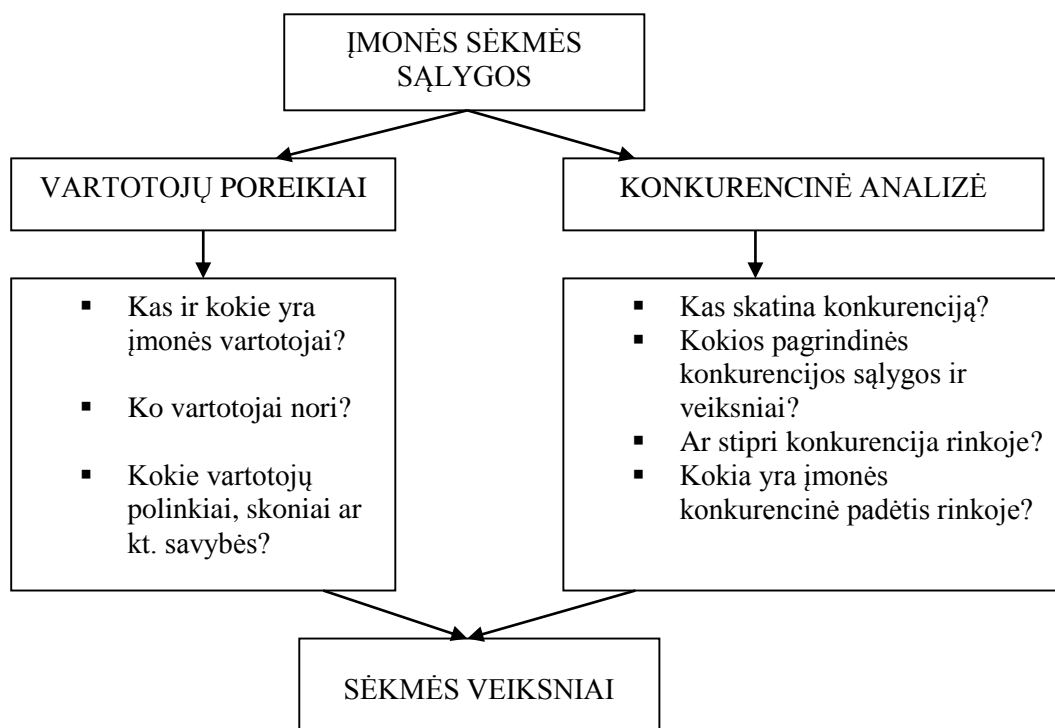 ĮMONĖS SĖKMĖS
SĄLYGOS
VARTOTOJŲ POREIKIAI
KONKURENCINĖ ANALIZĖ
▪ Kas ir kokie yra
įmonės vartotojai?
▪ Ko vartotojai nori?
▪ Kokie vartotojų
polinkiai, skoniai ar
kt. savybės?
▪ Kas skatina konkurenciją?
▪ Kokios pagrindinės
konkurencijos sąlygos ir
veiksniai?
▪ Ar stipri konkurencija rinkoje?
▪ Kokia yra įmonės
konkurencinė padėtis rinkoje?
SĖKMĖS VEIKSNIAI